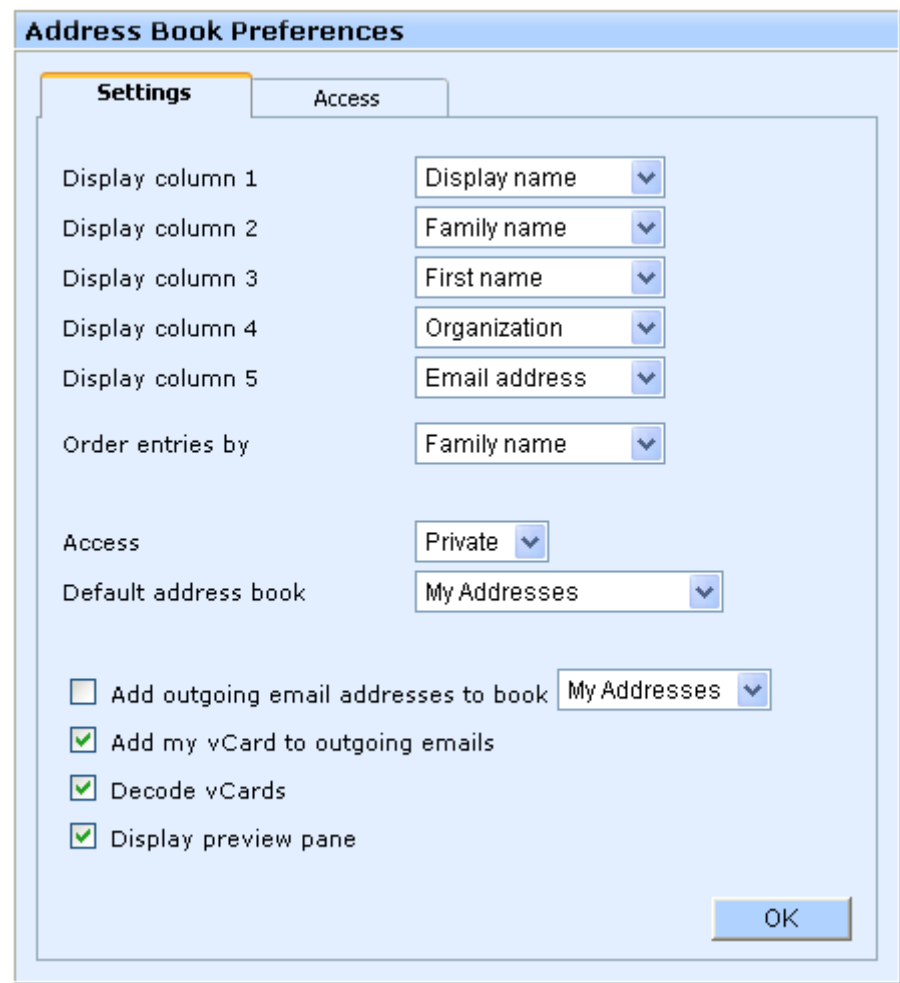 Address Book Preferences
Settings Access
Display column 1 Display name
Display column 2 Family name
Display column 3 First name
Display column 4 Organization
Display column 5 Email address
Order entries by Family name
Access Private
Default address book My Addresses
Add outgoing email addresses to book My Addresses
Add my vCard to outgoing emails
Decode vCards
Display preview pane
OK